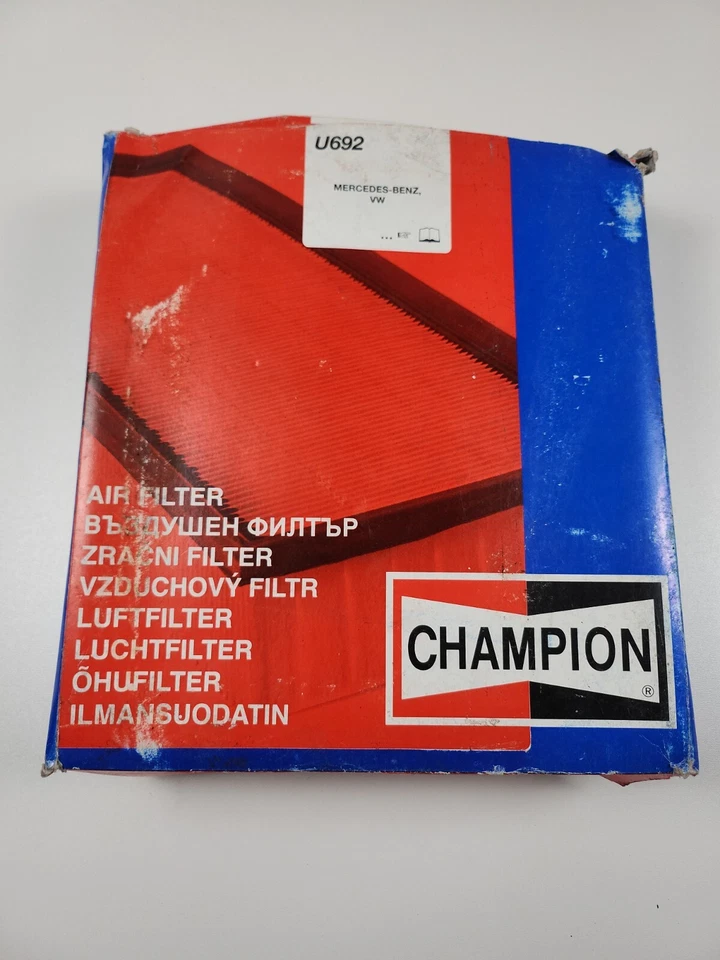 U692
MERCEDES-BENZ,
VW
...
AIR FILTER
ВЪЗДУШЕН ФИЛТЪР
ZRAČNI FILTER
VZDUCHOVÝ FILTR
LUFTFILTER
LUCHTFILTER
ÕHUFILTER
ILMANSUODATIN
CHAMPION
®